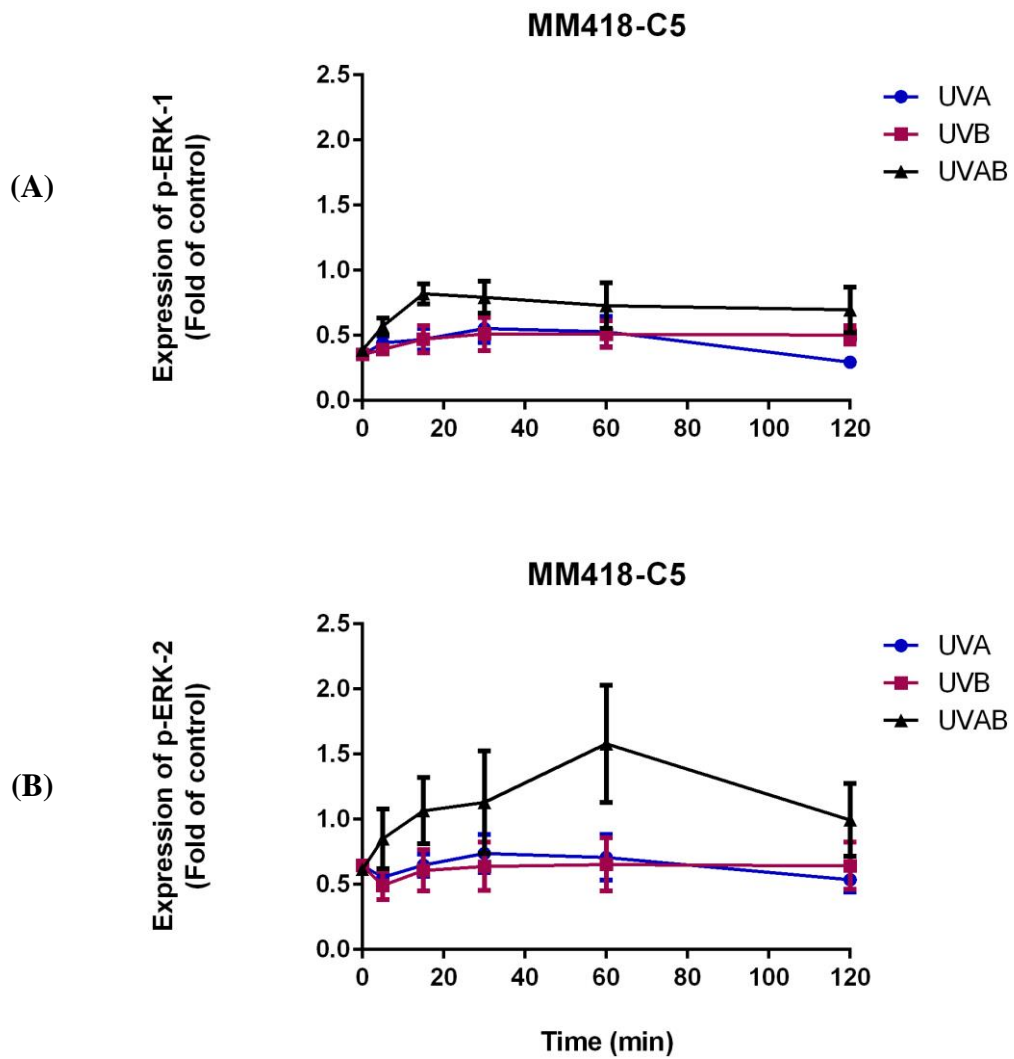 MM418-C5
(A)
Expression of p-ERK-1
(Fold of control)
2.5
2.0
1.5
1.0
0.5
0.0
0 20 40 60 80 100 120
UVA
UVB
UVAB
MM418-C5
(B)
Expression of p-ERK-2
(Fold of control)
2.5
2.0
1.5
1.0
0.5
0.0
0 20 40 60 80 100 120
UVA
UVB
UVAB
Time (min)